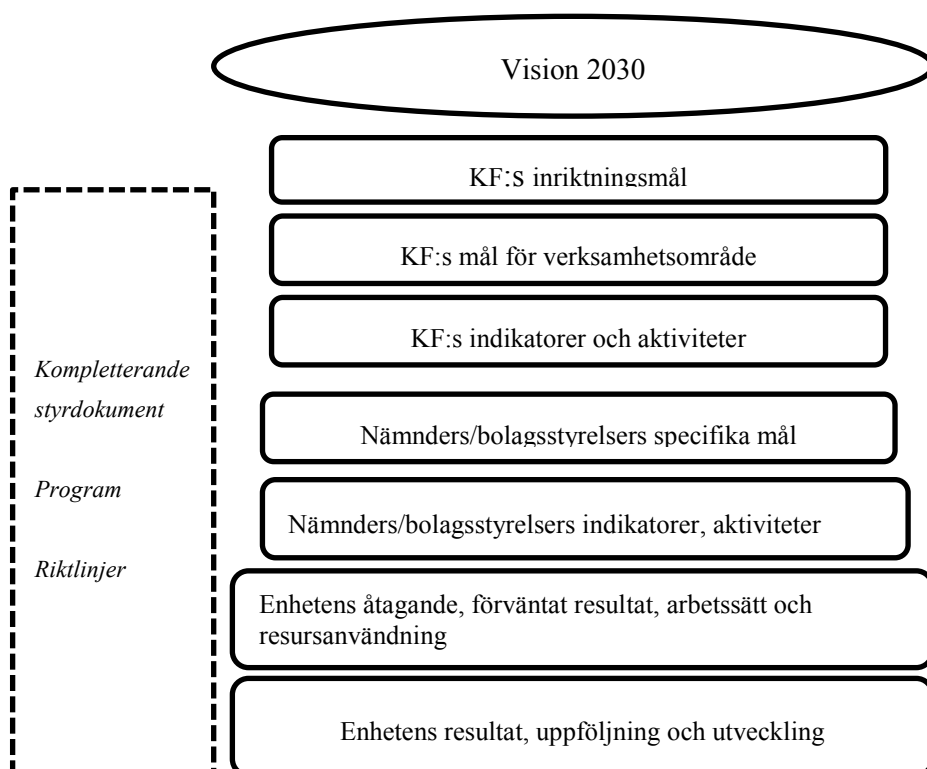 Vision 2030
KF:s inriktningsmål
KF:s mål för verksamhetsområde
KF:s indikatorer och aktiviteter
Nämnders/bolagsstyrelsers specifika mål
Nämnders/bolagsstyrelsers indikatorer, aktiviteter
Enhetens åtagande, förväntat resultat, arbetssätt och
resursanvändning
Enhetens resultat, uppföljning och utveckling
Kompletterande
styrdokument
Program
Riktlinjer